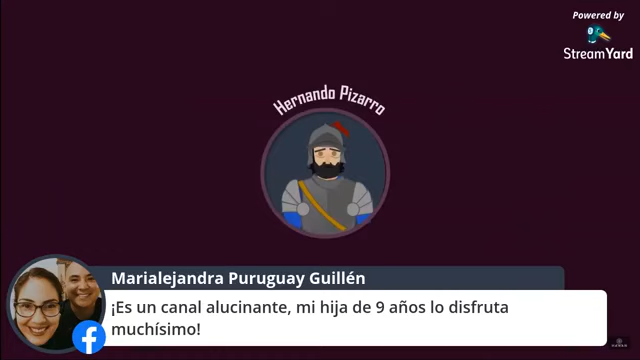 Powered by
StreamYard
Hernando Pizarro
Marialejandra Puruguay Guillén
¡Es un canal alucinante, mi hija de 9 años lo disfruta
muchísimo!